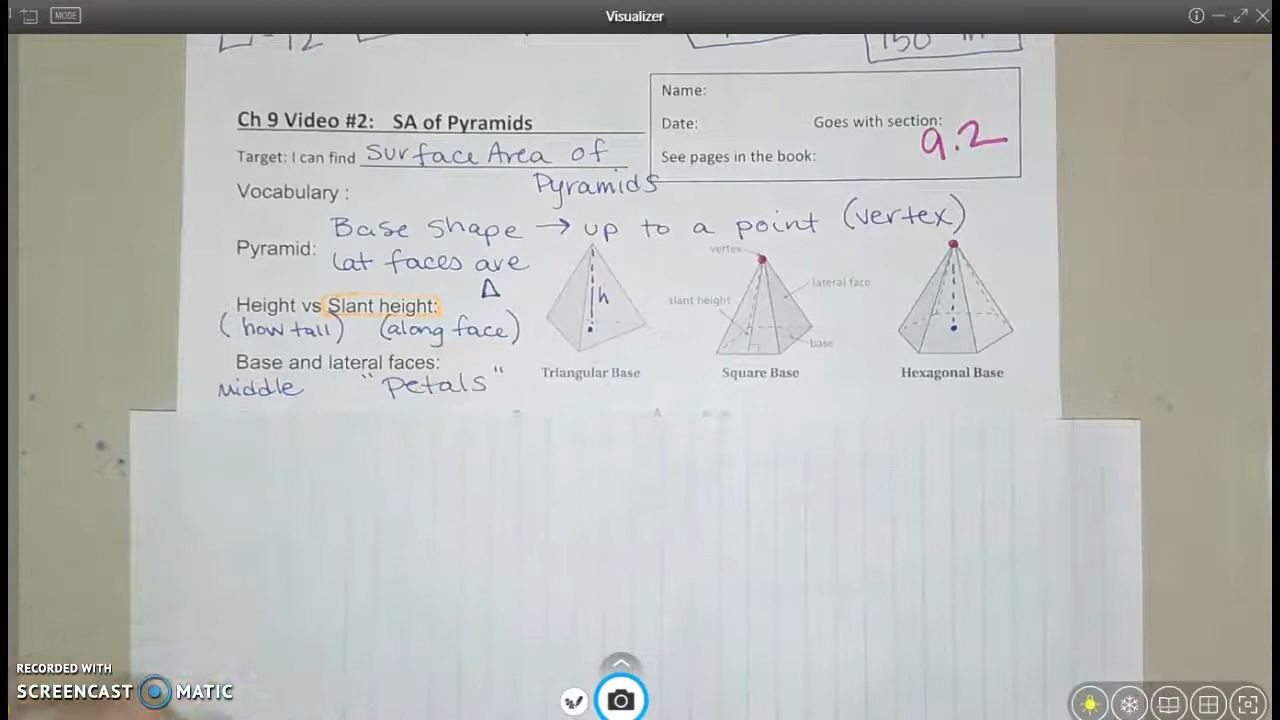 MODE
Visualizer
150
Name:
Ch 9 Video #2: SA of Pyramids
Date:
Goes with section:
9.2
Target: I can find Surface Area of
Pyramids
See pages in the book:
Vocabulary :
Base shape → up to a point (vertex)
Pyramid:
Lat faces are
Δ
vertex
h
lateral face
slant height
base
Height vs Slant height:
(how tall) (along face)
Base and lateral faces:
middle "petals"
Triangular Base
Square Base
Hexagonal Base
RECORDED WITH
SCREENCAST MATIC